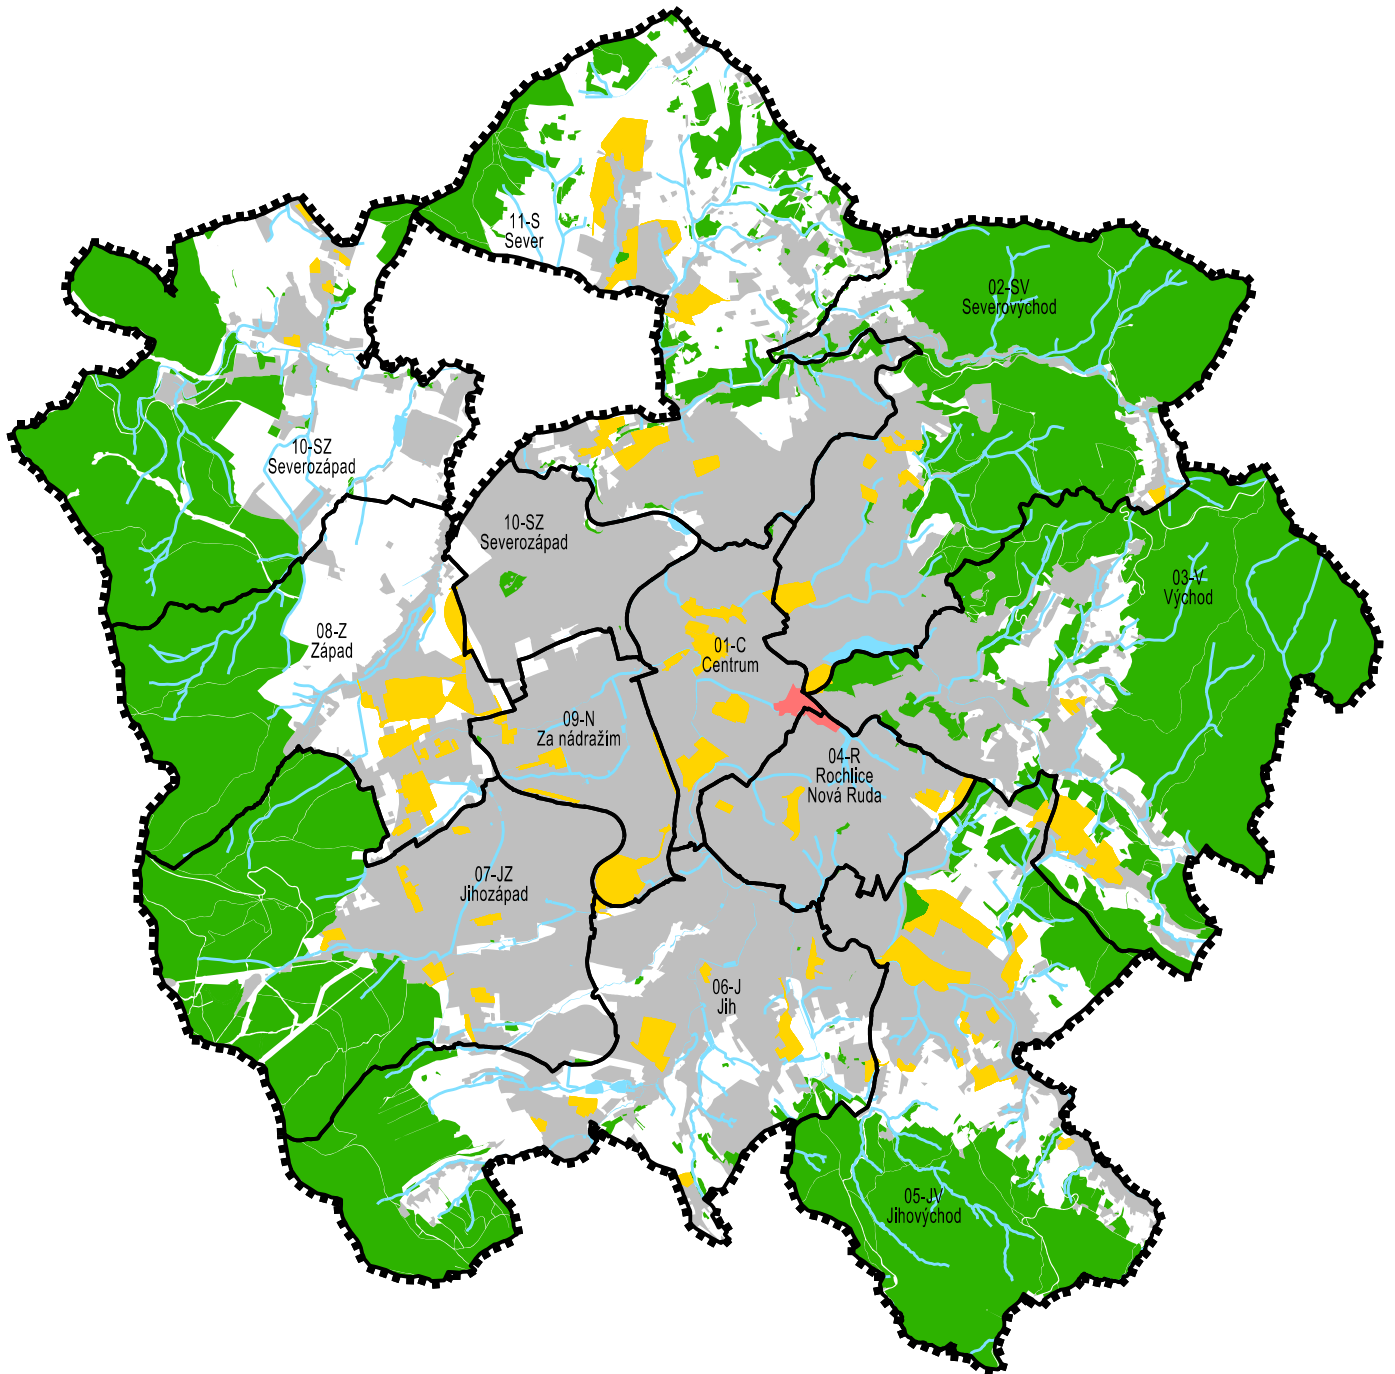 11-S
Sever
02-SV
Severovýchod
10-SZ
Severozápad
10-SZ
Severozápad
03-V
Východ
08-Z
Západ
01-C
Centrum
09-N
Za nádražím
04-R
Rochlice
Nová Ruda
07-JZ
Jihozápad
06-J
Jih
05-JV
Jihovýchod